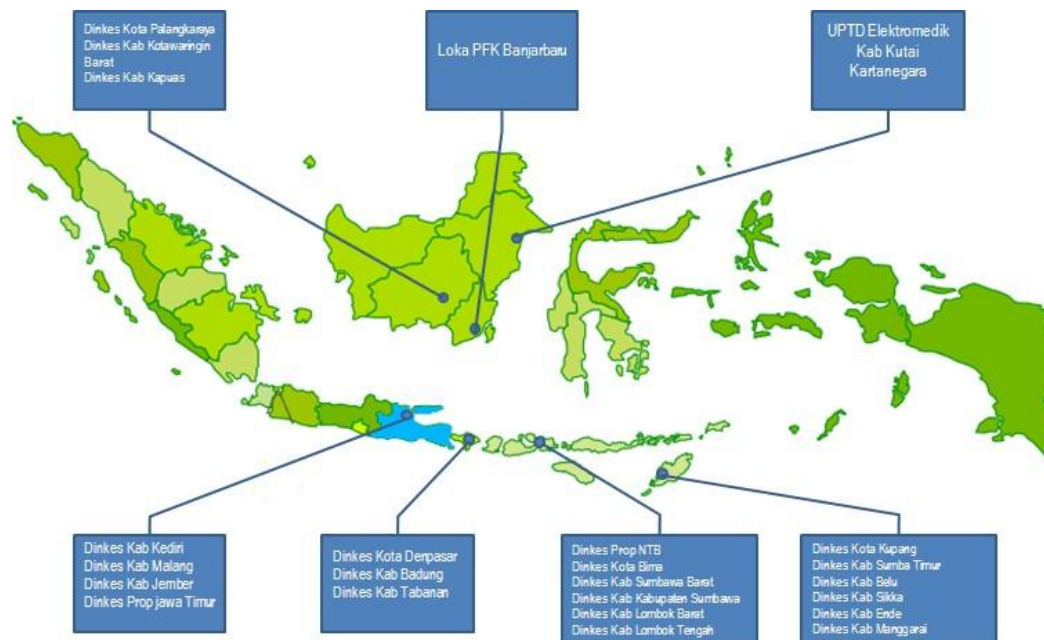 Dinkes Kota Palangkaraya
Dinkes Kab Kotawaringin
Barat
Dinkes Kab Kapuas
Loka PFK Banjarbaru
UPTD Elektromedik
Kab Kutai
Kartanegara
Dinkes Kab Kediri
Dinkes Kab Malang
Dinkes Kab Jember
Dinkes Prop jawa Timur
Dinkes Kota Denpasar
Dinkes Kab Badung
Dinkes Kab Tabanan
Dinkes Prop NTB
Dinkes Kota Bima
Dinkes Kab Sumbawa Barat
Dinkes Kab Kabupaten Sumbawa
Dinkes Kab Lombok Barat
Dinkes Kab Lombok Tengah
Dinkes Kota Kupang
Dinkes Kab Sumba Timur
Dinkes Kab Belu
Dinkes Kab Sikka
Dinkes Kab Ende
Dinkes Kab Manggarai